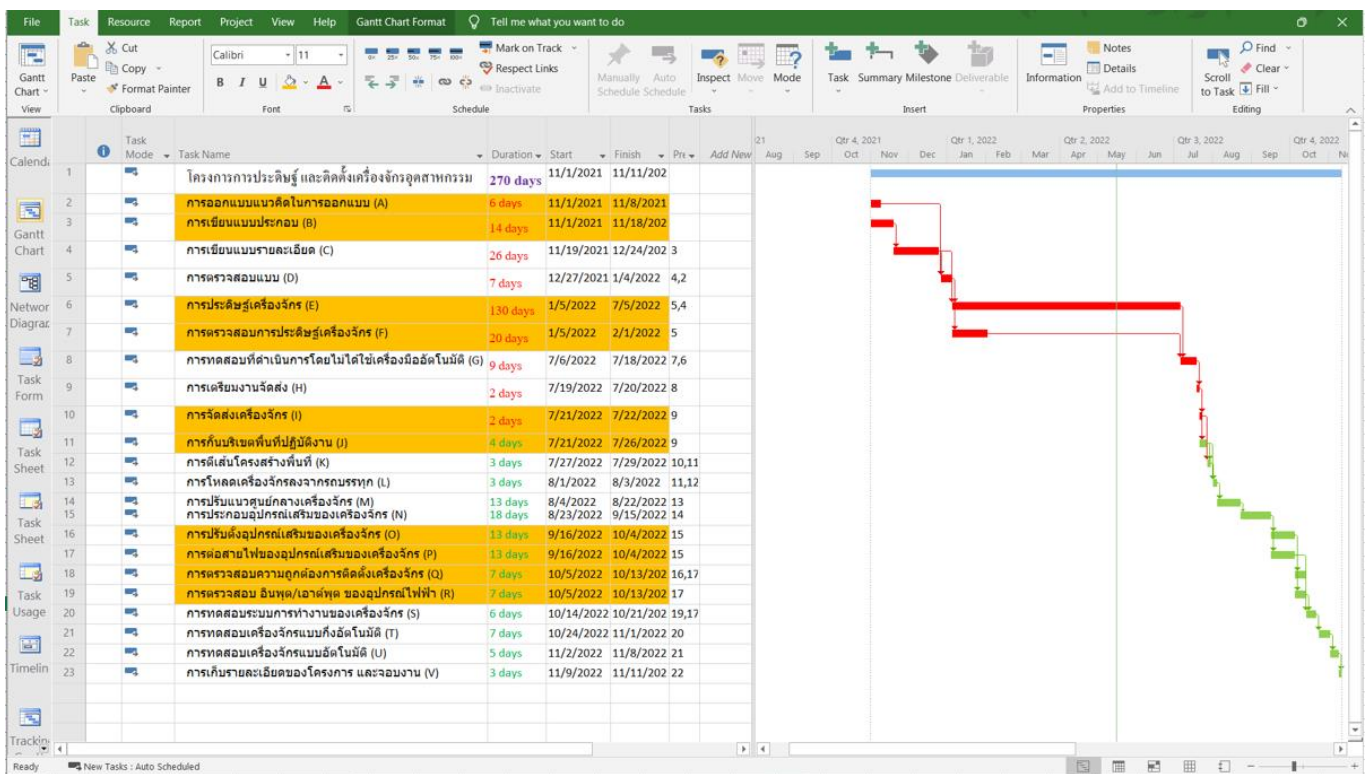 File Task Resource Report Project View Help Gantt Chart Format Tell me what you want to do
Cut
Copy
Format Painter
Paste
Gantt Chart
Calibri 11
B I U A
0% 25% 50% 75% 100%
Mark on Track
Respect Links
Inactivate
Manually Schedule
Auto Schedule
Inspect Move Mode
Task Summary Milestone Deliverable
Information
Notes
Details
Add to Timeline
Scroll to Task
Find
Clear
Fill
View Clipboard Font Schedule Tasks Insert Properties Editing
Task Mode Task Name Duration Start Finish Pre Add New
21 Qtr 4, 2021 Qtr 1, 2022 Qtr 2, 2022 Qtr 3, 2022 Qtr 4, 2022
Aug Sep Oct Nov Dec Jan Feb Mar Apr May Jun Jul Aug Sep Oct N
1 โครงการการประดิษฐ์ และติดตั้งเครื่องจักรอุตสาหกรรม 270 days 11/1/2021 11/11/202
2 การออกแบบแนวคิดในการออกแบบ (A) 6 days 11/1/2021 11/8/2021
3 การเขียนแบบประกอบ (B) 14 days 11/1/2021 11/18/202
4 การเขียนแบบรายละเอียด (C) 26 days 11/19/2021 12/24/202 3
5 การตรวจสอบแบบ (D) 7 days 12/27/2021 1/4/2022 4,2
6 การประดิษฐ์เครื่องจักร (E) 130 days 1/5/2022 7/5/2022 5,4
7 การตรวจสอบการประดิษฐ์เครื่องจักร (F) 20 days 1/5/2022 2/1/2022 5
8 การทดสอบที่ดำเนินการโดยไม่ได้ใช้เครื่องมืออัตโนมัติ (G) 9 days 7/6/2022 7/18/2022 7,6
9 การเตรียมงานจัดส่ง (H) 2 days 7/19/2022 7/20/2022 8
10 การจัดส่งเครื่องจักร (I) 2 days 7/21/2022 7/22/2022 9
11 การกั้นบริเขตพื้นที่ปฏิบัติงาน (J) 4 days 7/21/2022 7/26/2022 9
12 การตีเส้นโครงสร้างพื้นที่ (K) 3 days 7/27/2022 7/29/2022 10,11
13 การโหลดเครื่องจักรลงจากรถบรรทุก (L) 3 days 8/1/2022 8/3/2022 11,12
14 การปรับแนวศูนย์กลางเครื่องจักร (M) 13 days 8/4/2022 8/22/2022 13
15 การประกอบอุปกรณ์เสริมของเครื่องจักร (N) 18 days 8/23/2022 9/15/2022 14
16 การปรับตั้งอุปกรณ์เสริมของเครื่องจักร (O) 13 days 9/16/2022 10/4/2022 15
17 การต่อสายไฟของอุปกรณ์เสริมของเครื่องจักร (P) 13 days 9/16/2022 10/4/2022 15
18 การตรวจสอบความถูกต้องการติดตั้งเครื่องจักร (Q) 7 days 10/5/2022 10/13/202 16,17
19 การตรวจสอบ อินพุต/เอาต์พุต ของอุปกรณ์ไฟฟ้า (R) 7 days 10/5/2022 10/13/202 17
20 การทดสอบระบบการทำงานของเครื่องจักร (S) 6 days 10/14/2022 10/21/202 19,17
21 การทดสอบเครื่องจักรแบบกึ่งอัตโนมัติ (T) 7 days 10/24/2022 11/1/2022 20
22 การทดสอบเครื่องจักรแบบอัตโนมัติ (U) 5 days 11/2/2022 11/8/2022 21
23 การเก็บรายละเอียดของโครงการ และจอบงาน (V) 3 days 11/9/2022 11/11/202 22
Calend
Gantt Chart
Networ Diagra
Task Form
Task Sheet
Task Sheet
Task Usage
Timelin
Trackin
Ready New Tasks : Auto Scheduled